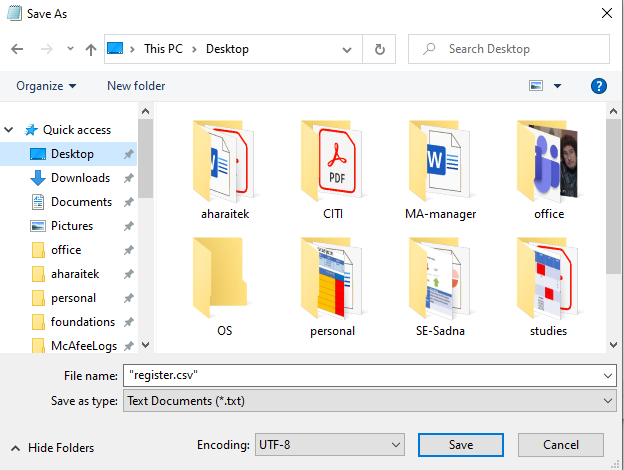 Save As
This PC > Desktop
Search Desktop
Organize
New folder
?
Quick access
Desktop
Downloads
Documents
Pictures
office
aharaitek
personal
foundations
McAfeeLogs
W
PDF
W
aharaitek
CITI
MA-manager
office
OS
personal
SE-Sadna
studies
File name:
"register.csv"
Save as type:
Text Documents (*.txt)
Hide Folders
Encoding:
UTF-8
Save
Cancel